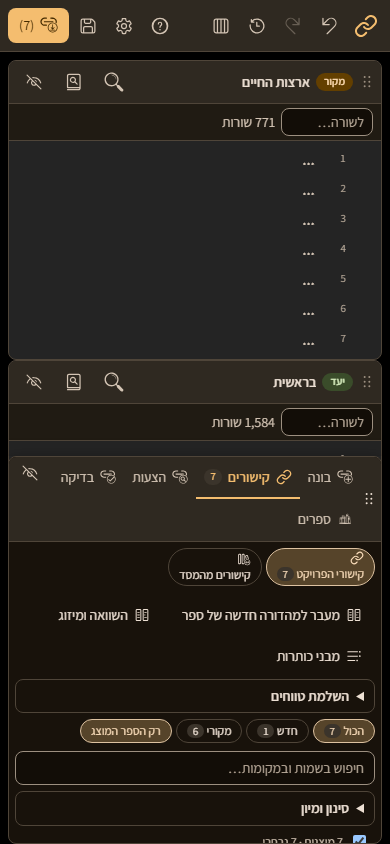 (7)
מקור ארצות החיים
לשורה... 771 שורות
1 ...
2 ...
3 ...
4 ...
5 ...
6 ...
7 ...
יעד בראשית
לשורה... 1,584 שורות
בונה קישורים 7 הצעות בדיקה
ספרים
קישורי הפרויקט 7 קישורים מהמסד
מעבר למהדורה חדשה של ספר השוואה ומיזוג
מבני כותרות
השלמת טווחים
הכול 7 חדש 1 מקורי 6 רק הספר המוצג
חיפוש בשמות ובמקומות...
סינון ומיון